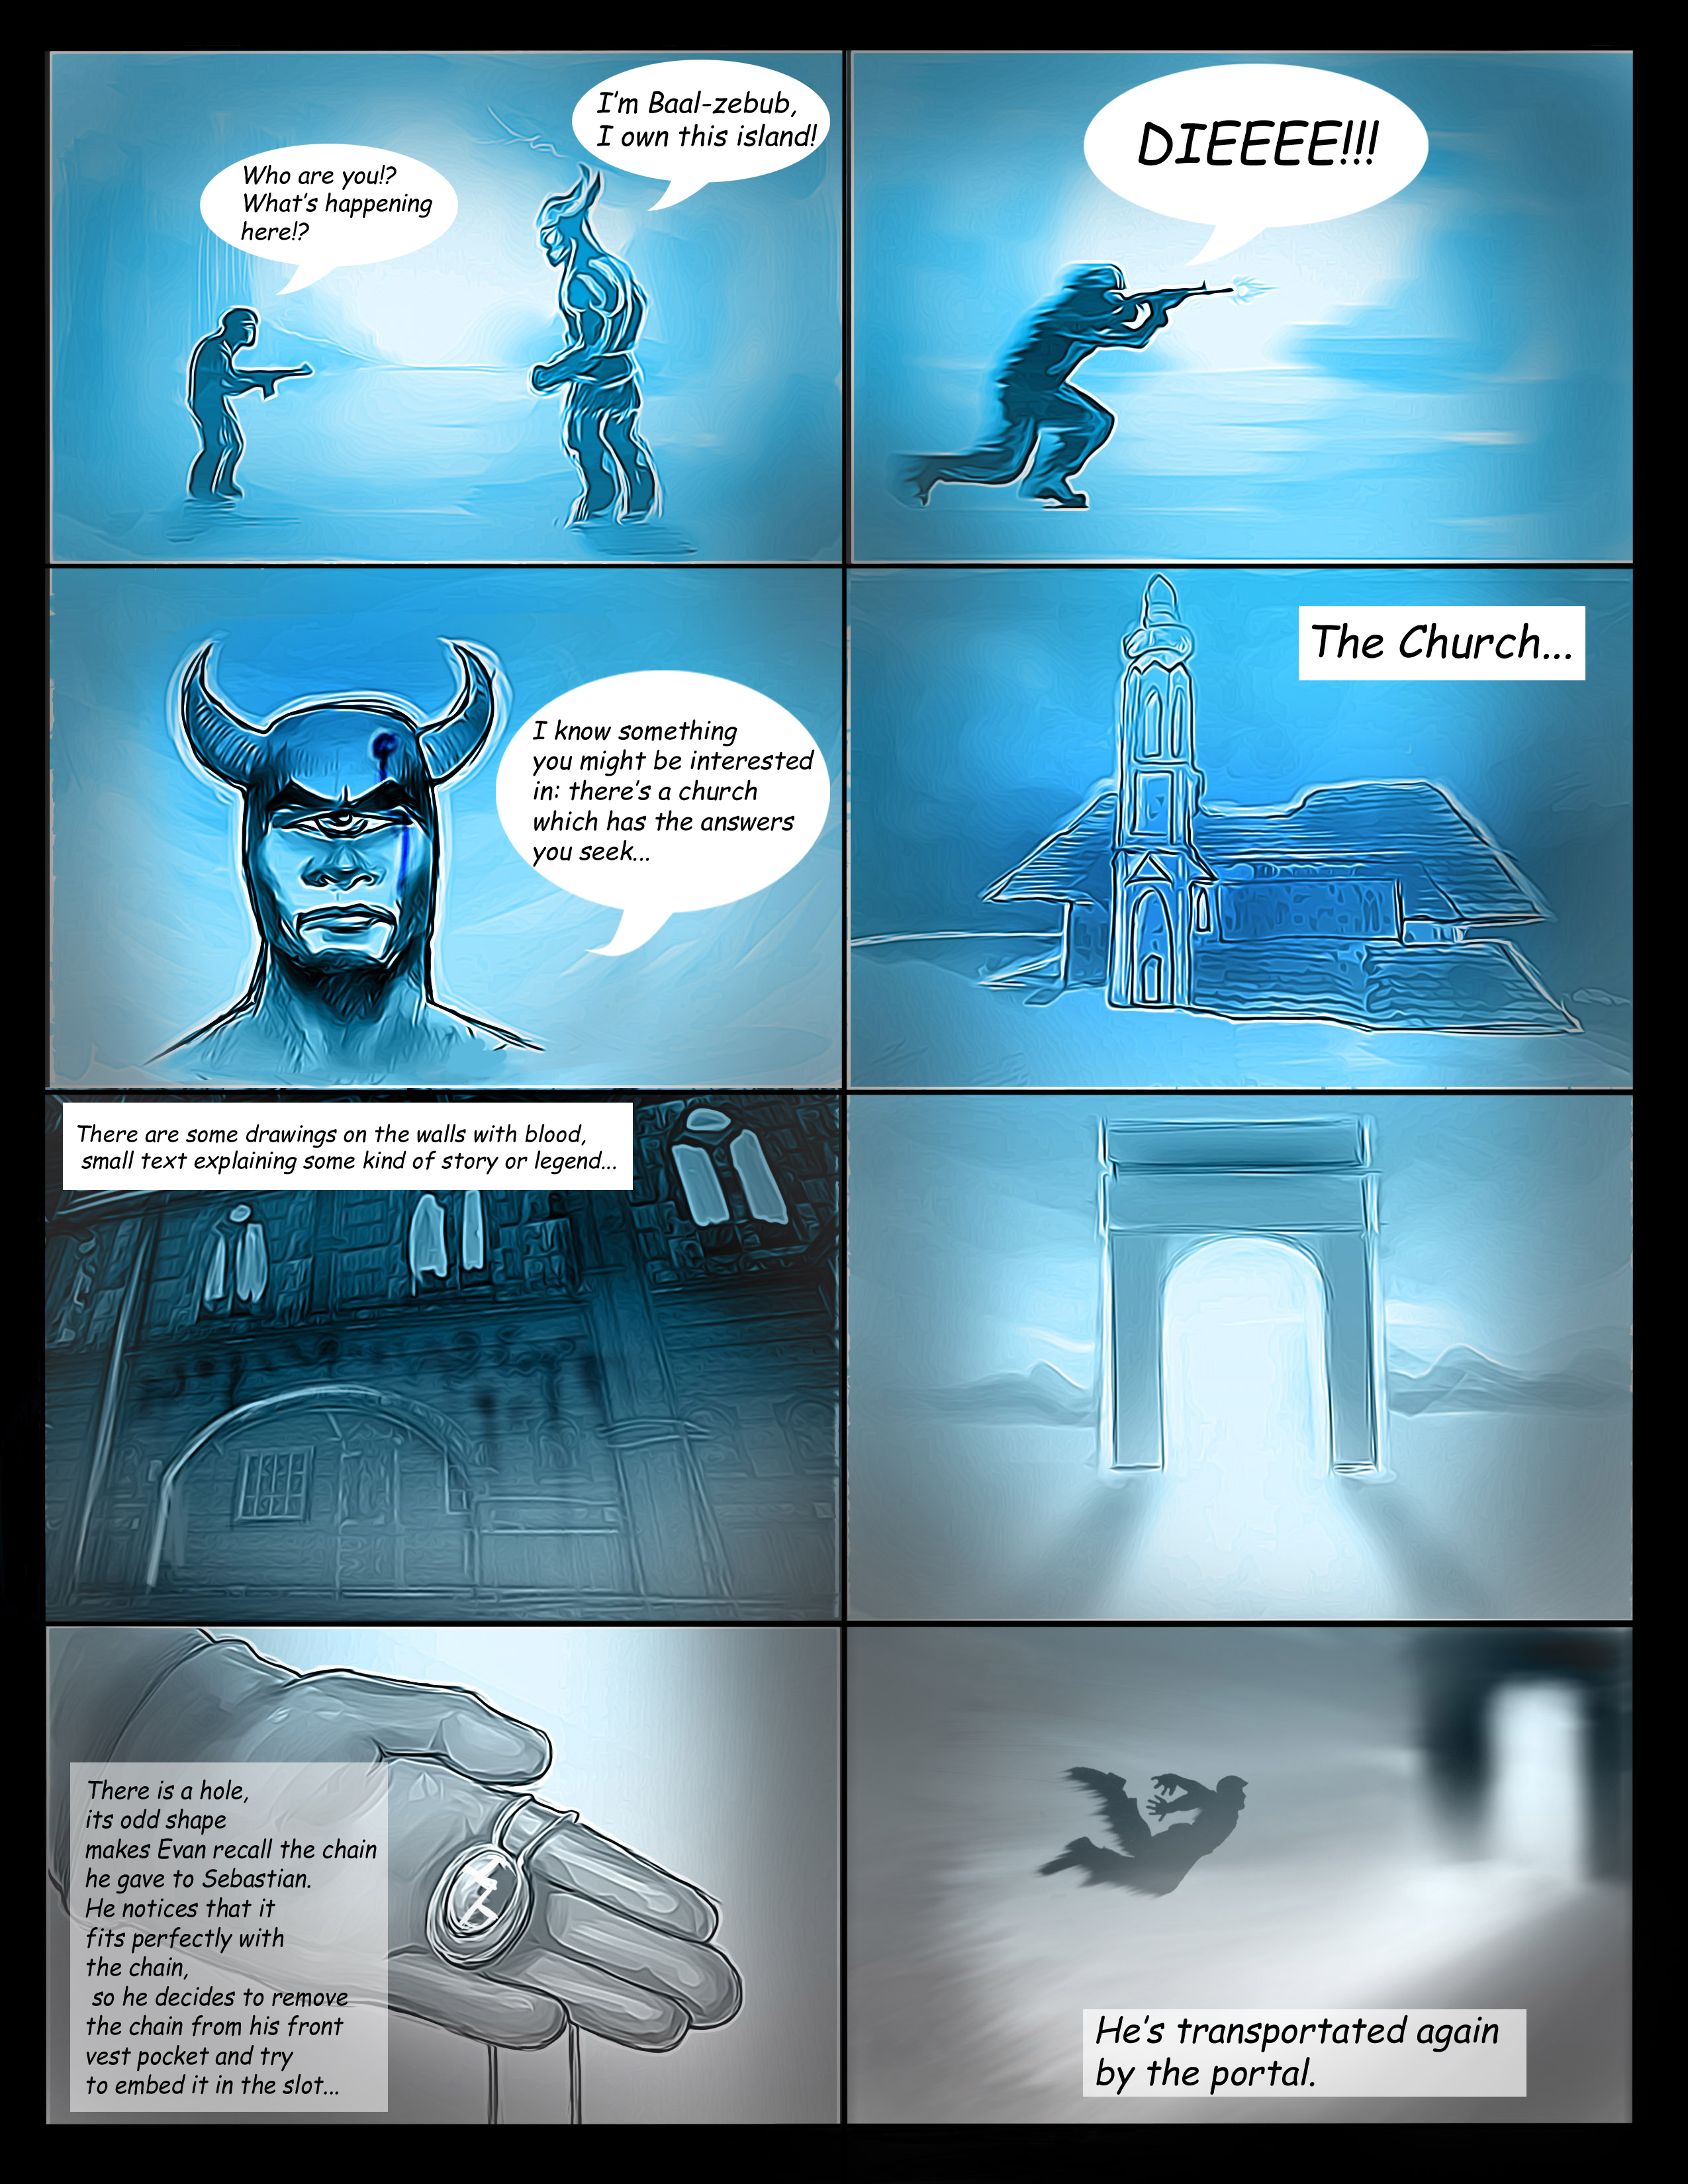 Who are you!?
What's happening
here!?
I'm Baal-zebub,
I own this island!
DIEEEE!!!
I know something
you might be interested
in: there's a church
which has the answers
you seek...
The Church...
There are some drawings on the walls with blood,
small text explaining some kind of story or legend...
There is a hole,
its odd shape
makes Evan recall the chain
he gave to Sebastian.
He notices that it
fits perfectly with
the chain,
so he decides to remove
the chain from his front
vest pocket and try
to embed it in the slot...
He's transportated again
by the portal.